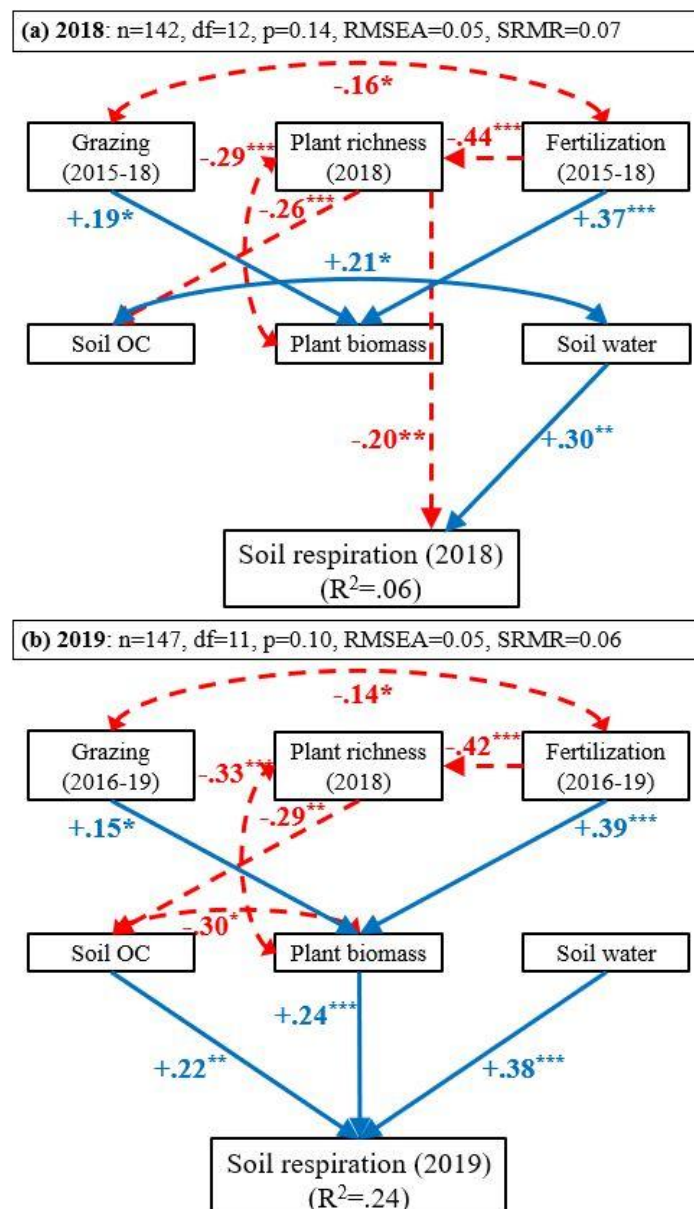 (a) 2018: n=142, df=12, p=0.14, RMSEA=0.05, SRMR=0.07
-.16*
Grazing
(2015-18)
-.29***
Plant richness
(2018)
-.44***
Fertilization
(2015-18)
+.19*
-.26***
+.37***
+.21*
Soil OC
Plant biomass
Soil water
-.20**
+.30**
Soil respiration (2018)
(R²=.06)
(b) 2019: n=147, df=11, p=0.10, RMSEA=0.05, SRMR=0.06
-.14*
Grazing
(2016-19)
-.33***
Plant richness
(2018)
-.42***
Fertilization
(2016-19)
+.15*
-.29**
+.39***
-.30*
Soil OC
Plant biomass
Soil water
+.24***
+.22**
+.38***
Soil respiration (2019)
(R²=.24)